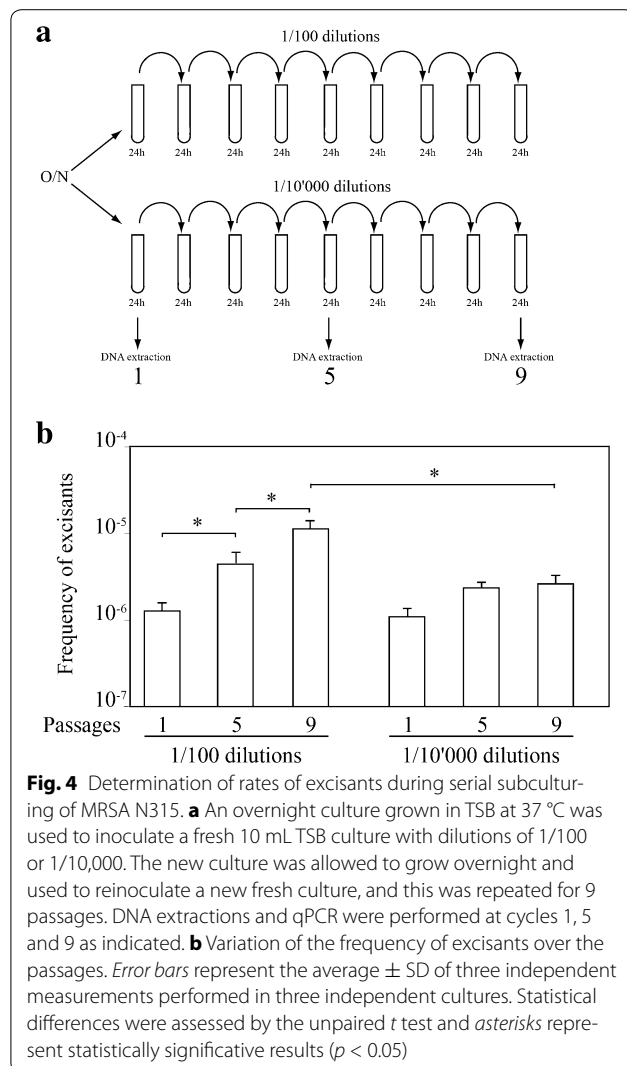 a
1/100 dilutions
24h 24h 24h 24h 24h 24h 24h 24h 24h
O/N
1/10'000 dilutions
24h 24h 24h 24h 24h 24h 24h 24h 24h
DNA extraction DNA extraction DNA extraction
1 5 9
b
Frequency of excisants
10-4
10-5
10-6
10-7
* * *
Passages 1 5 9 1 5 9
1/100 dilutions 1/10'000 dilutions
Fig. 4 Determination of rates of excisants during serial subcultur-
ing of MRSA N315. a An overnight culture grown in TSB at 37 °C was
used to inoculate a fresh 10 mL TSB culture with dilutions of 1/100
or 1/10,000. The new culture was allowed to grow overnight and
used to reinoculate a new fresh culture, and this was repeated for 9
passages. DNA extractions and qPCR were performed at cycles 1, 5
and 9 as indicated. b Variation of the frequency of excisants over the
passages. Error bars represent the average ± SD of three independent
measurements performed in three independent cultures. Statistical
differences were assessed by the unpaired t test and asterisks repre-
sent statistically significative results (p < 0.05)